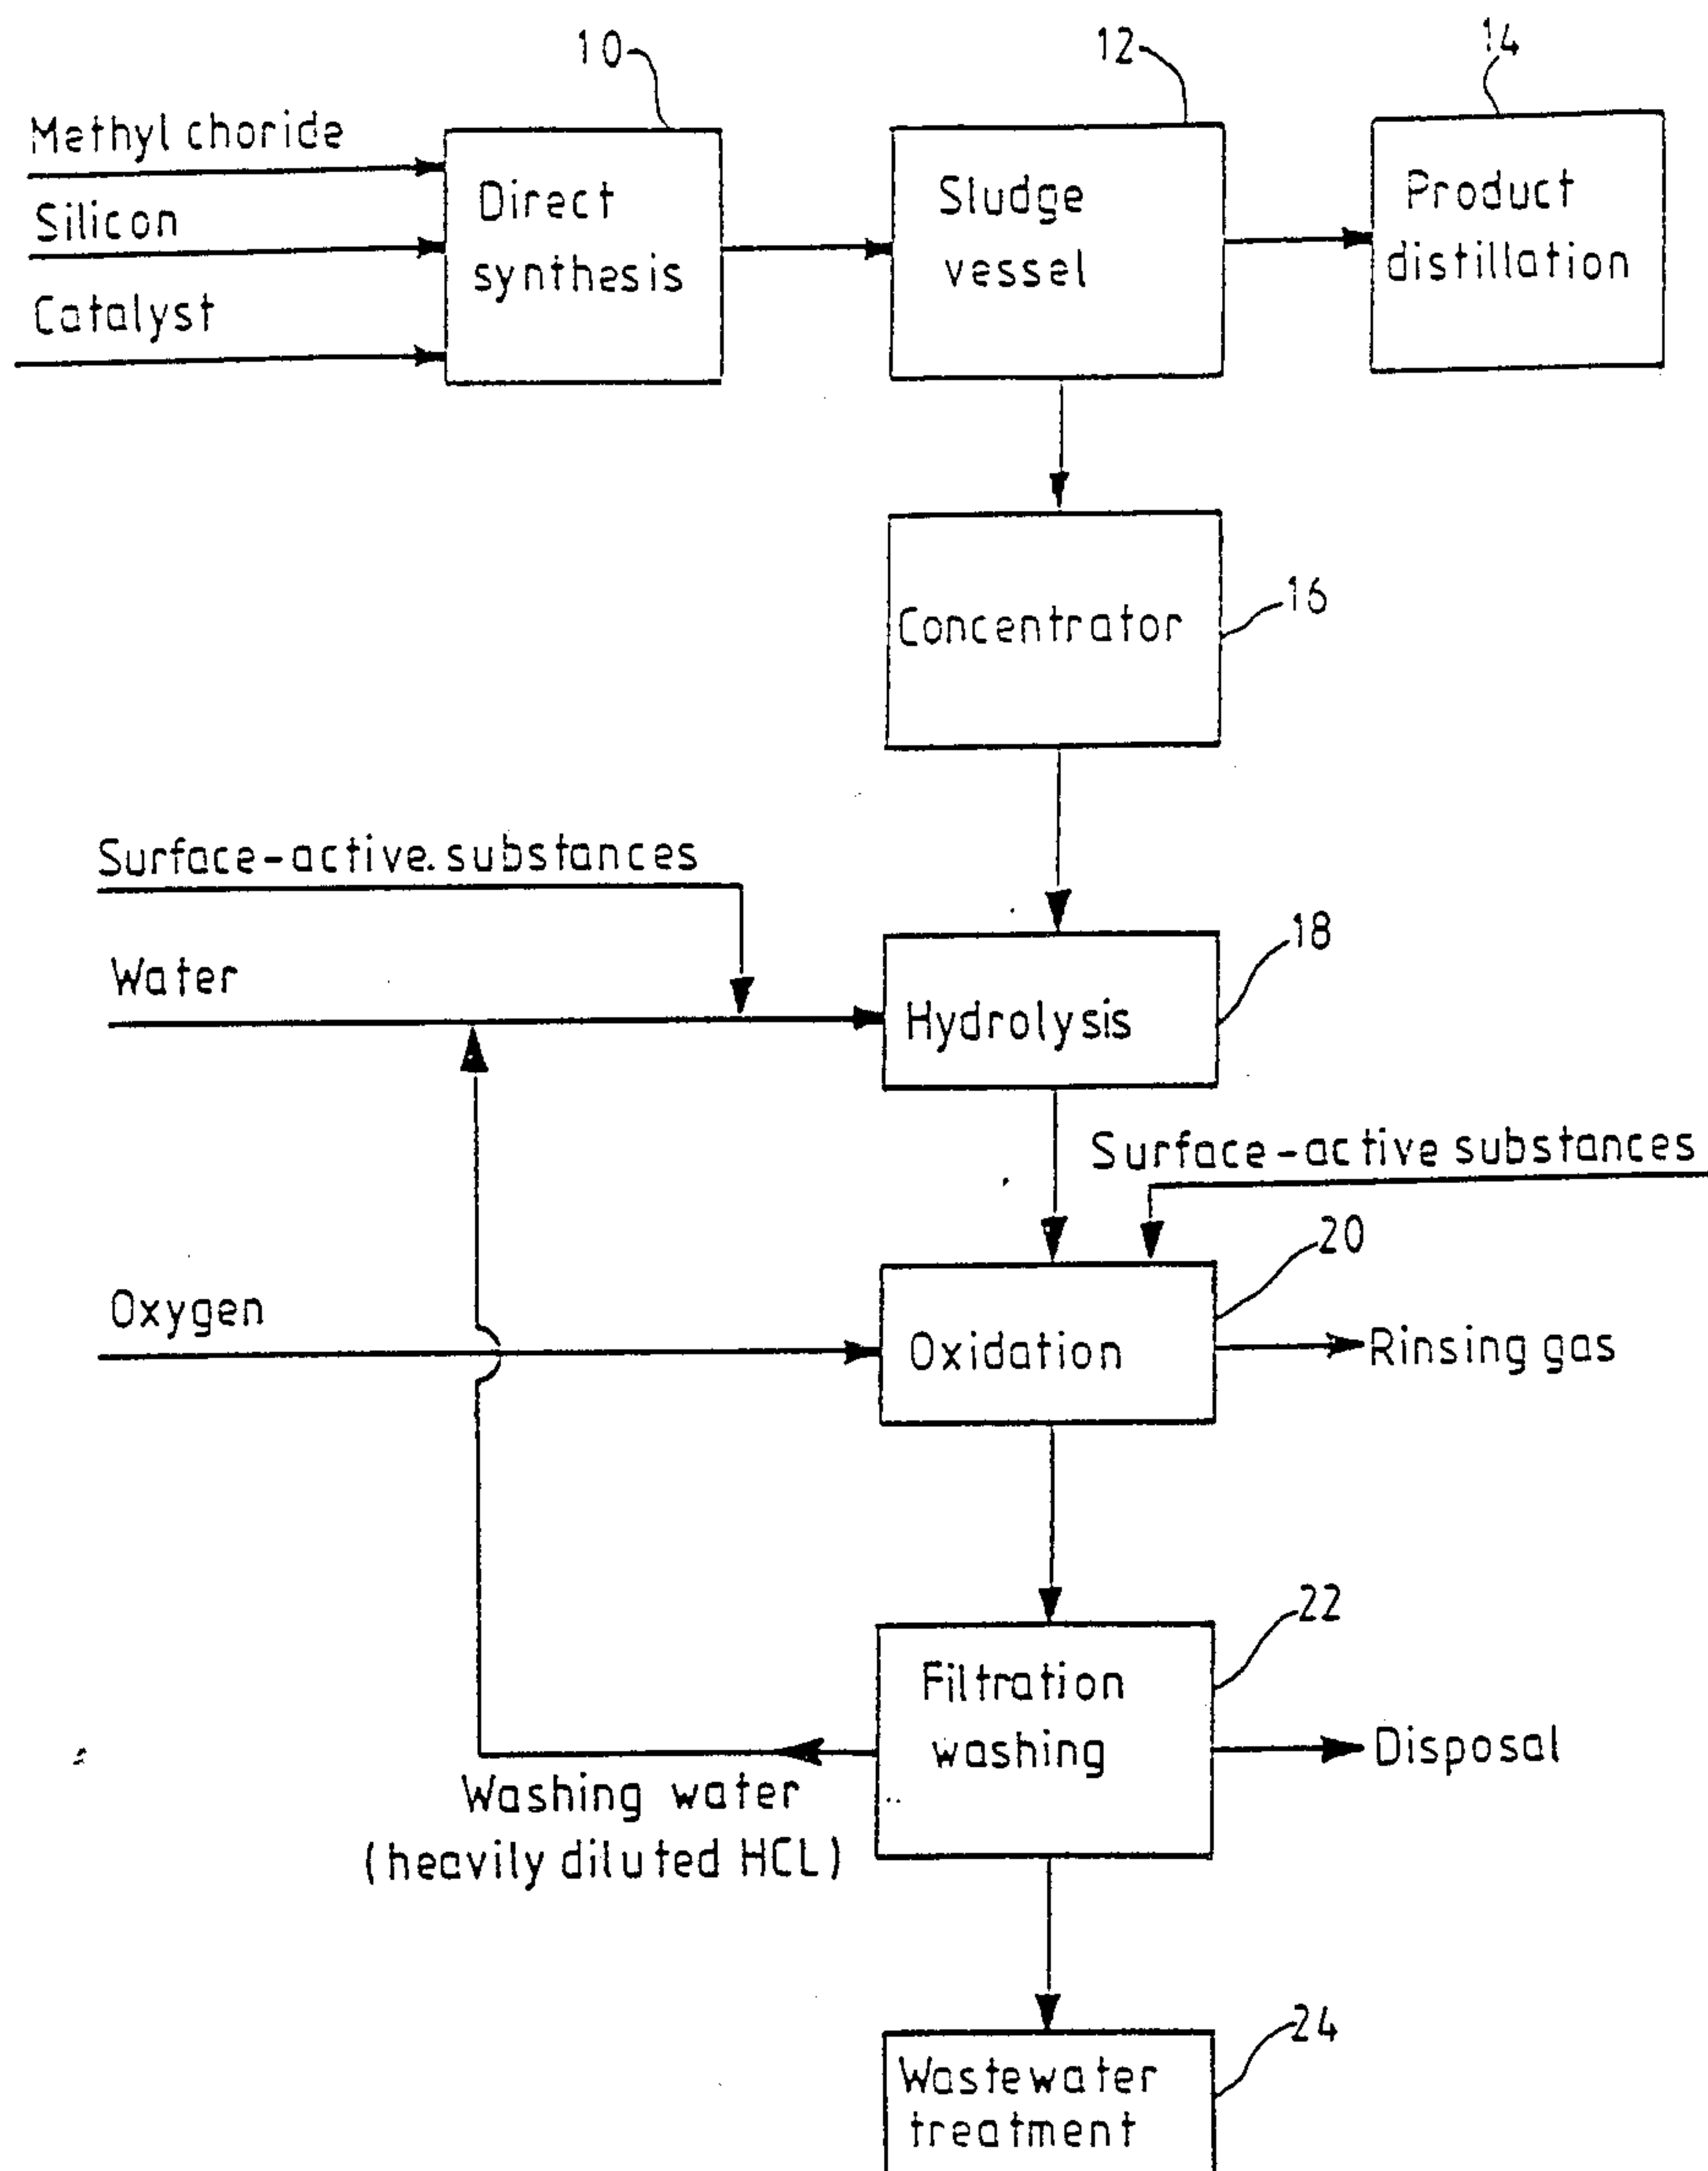 10
12
14
Methyl choride
Silicon
Catalyst
Direct
synthesis
Sludge
vessel
Product
distillation
Concentrator
16
Surface-active.substances
Water
Hydrolysis
18
Surface-active substances
Oxygen
Oxidation
20
Rinsing gas
Filtration
washing
22
Disposal
Washing water
(heavily diluted HCL)
Wastewater
treatment
24